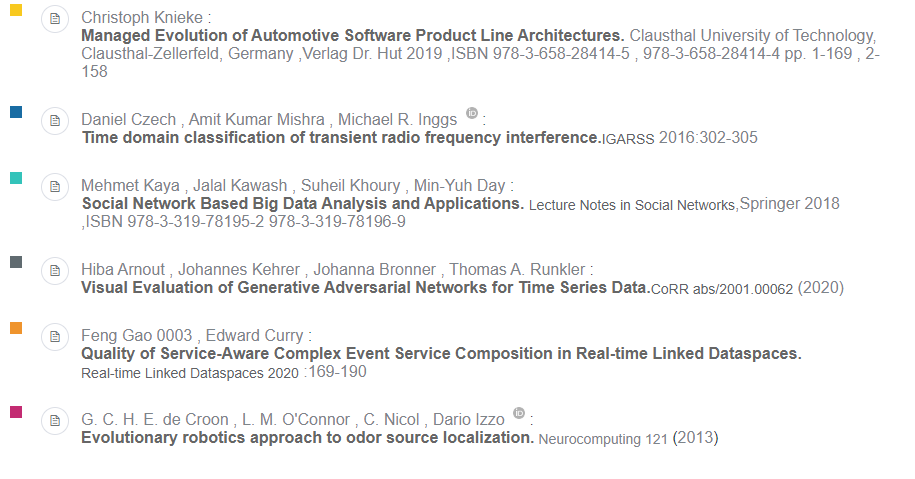 Christoph Knieke :
Managed Evolution of Automotive Software Product Line Architectures. Clausthal University of Technology,
Clausthal-Zellerfeld, Germany ,Verlag Dr. Hut 2019 ,ISBN 978-3-658-28414-5 , 978-3-658-28414-4 pp. 1-169 , 2-
158
Daniel Czech , Amit Kumar Mishra , Michael R. Inggs iD :
Time domain classification of transient radio frequency interference.IGARSS 2016:302-305
Mehmet Kaya , Jalal Kawash , Suheil Khoury , Min-Yuh Day :
Social Network Based Big Data Analysis and Applications. Lecture Notes in Social Networks,Springer 2018
,ISBN 978-3-319-78195-2 978-3-319-78196-9
Hiba Arnout , Johannes Kehrer , Johanna Bronner , Thomas A. Runkler :
Visual Evaluation of Generative Adversarial Networks for Time Series Data.CoRR abs/2001.00062 (2020)
Feng Gao 0003 , Edward Curry :
Quality of Service-Aware Complex Event Service Composition in Real-time Linked Dataspaces.
Real-time Linked Dataspaces 2020 :169-190
G. C. H. E. de Croon , L. M. O'Connor , C. Nicol , Dario Izzo iD :
Evolutionary robotics approach to odor source localization. Neurocomputing 121 (2013)